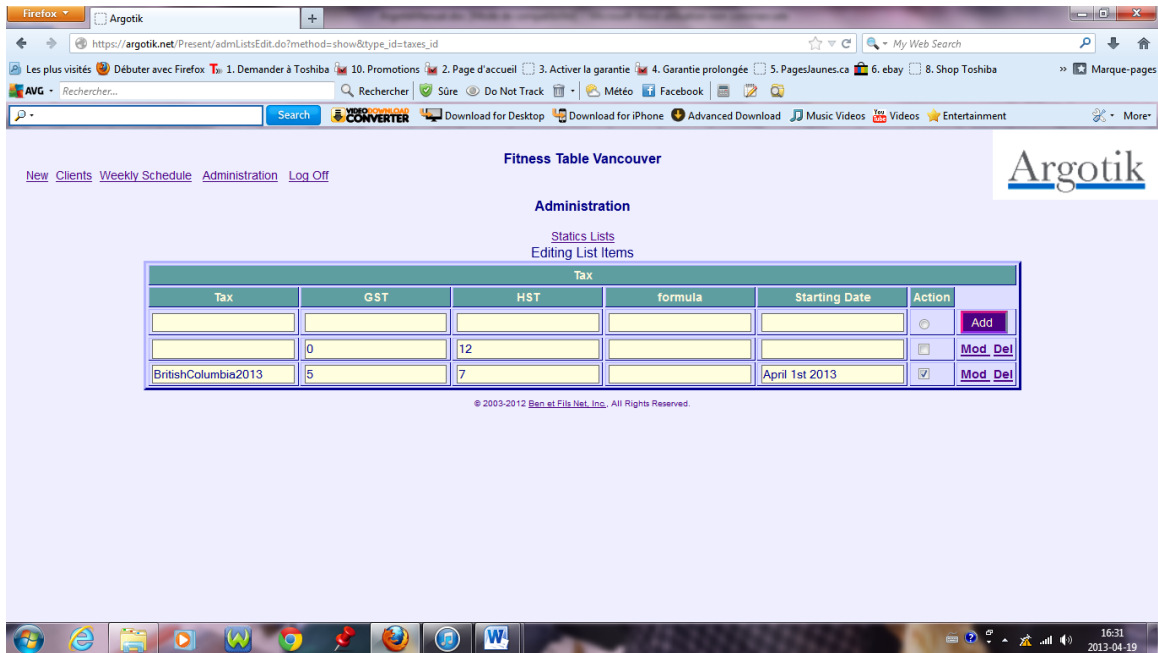 Firefox
Argotik
+
https://argotik.net/Present/admListsEdit.do?method=show&type_id=taxes_id
My Web Search
Les plus visités Débuter avec Firefox 1. Demander à Toshiba 10. Promotions 2. Page d'accueil 3. Activer la garantie 4. Garantie prolongée 5. PagesJaunes.ca 6. ebay 8. Shop Toshiba » Marque-pages
AVG Rechercher... Rechercher Sûre Do Not Track Météo Facebook
Search VIDEO DOWNLOAD CONVERTER Download for Desktop Download for iPhone Advanced Download Music Videos You Tube Videos Entertainment More
Fitness Table Vancouver
Argotik
New Clients Weekly Schedule Administration Log Off
Administration
Statics Lists
Editing List Items
Tax
Tax GST HST formula Starting Date Action
Add
0 12 Mod Del
BritishColumbia2013 5 7 April 1st 2013 Mod Del
© 2003-2012 Ben et Fils Net, Inc., All Rights Reserved.
16:31
2013-04-19